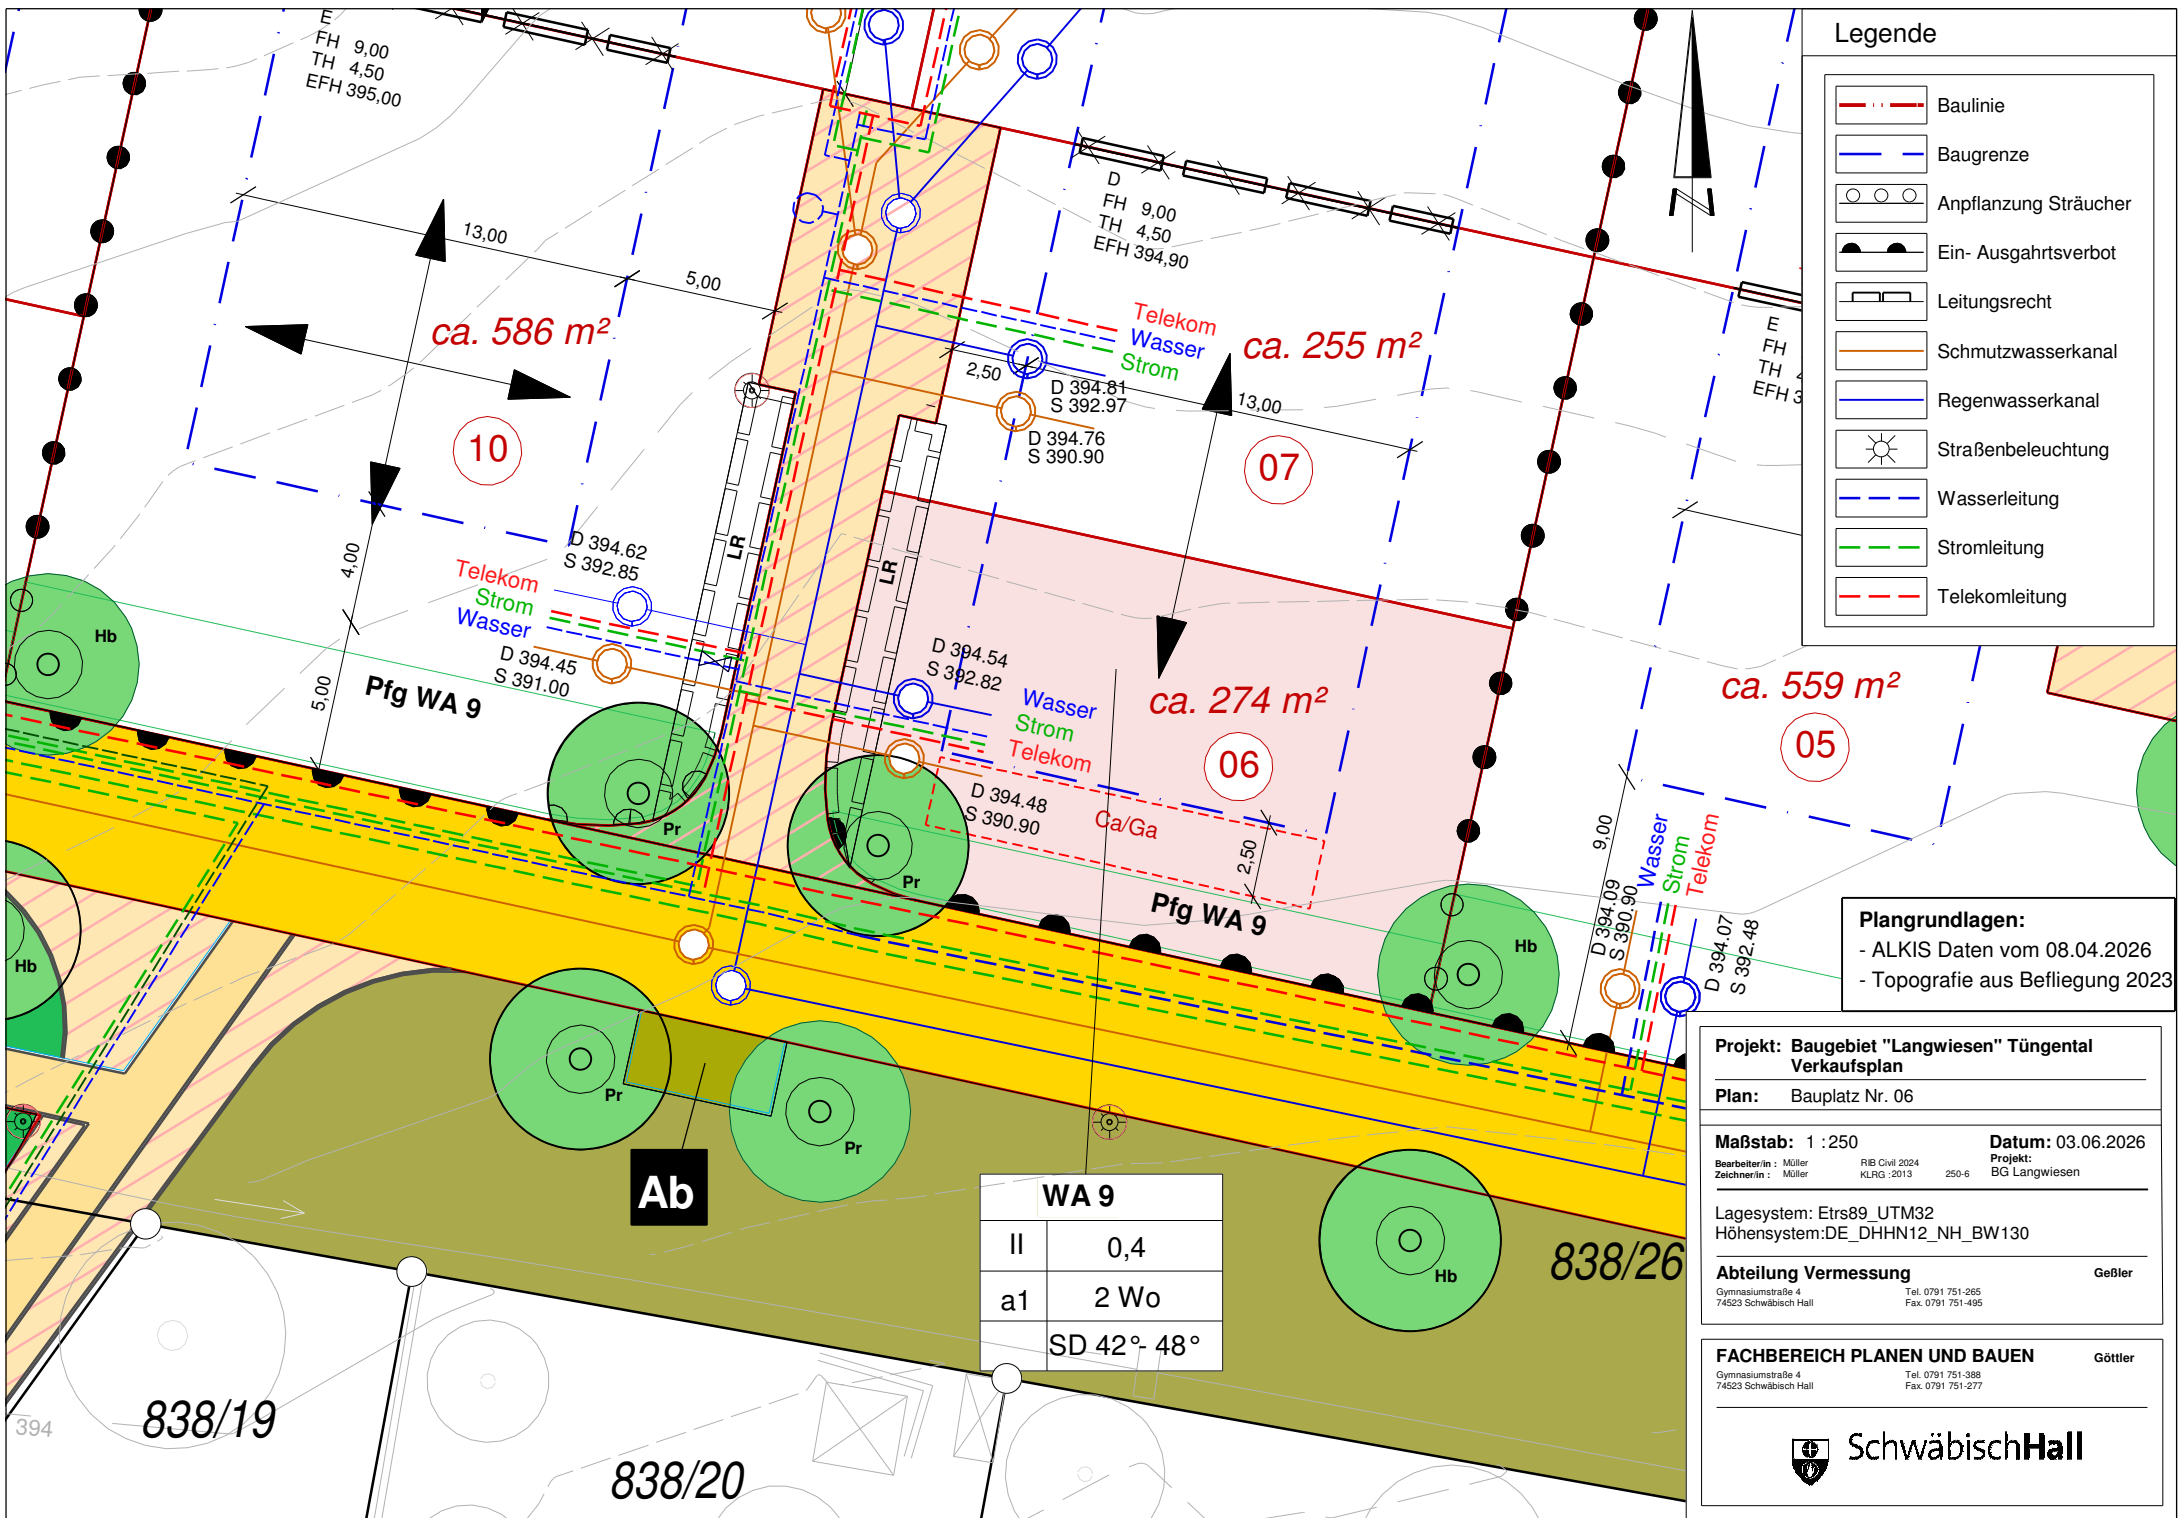 E
FH 9,00
TH 4,50
EFH 395,00
13,00
5,00
ca. 586 m²
10
4,00
5,00
D 394.62
S 392.85
Telekom
Strom
Wasser
D 394.45
S 391.00
Pfg WA 9
LR
LR
Hb
Pr
D
FH 9,00
TH 4,50
EFH 394,90
Telekom
Wasser
Strom
2,50
D 394.81
S 392.97
13,00
D 394.76
S 390.90
ca. 255 m²
07
D 394.54
S 392.82
Wasser
Strom
Telekom
ca. 274 m²
06
D 394.48
S 390.90
Ca/Ga
2,50
Pfg WA 9
Pr
Hb
E
FH
TH
EFH 3
ca. 559 m²
05
9,00
Wasser
Strom
Telekom
D 394.09
S 390.90
D 394.07
S 392.48
Hb
Pr
Pr
Ab
Hb
WA 9
II 0,4
a1 2 Wo
SD 42°- 48°
838/26
838/19
838/20
394
N
Legende
Baulinie
Baugrenze
Anpflanzung Sträucher
Ein- Ausgahrtsverbot
Leitungsrecht
Schmutzwasserkanal
Regenwasserkanal
Straßenbeleuchtung
Wasserleitung
Stromleitung
Telekomleitung
Plangrundlagen:
- ALKIS Daten vom 08.04.2026
- Topografie aus Befliegung 2023
Projekt: Baugebiet "Langwiesen" Tüngental
Verkaufsplan
Plan: Bauplatz Nr. 06
Maßstab: 1 :250 Datum: 03.06.2026
Bearbeiter/in : Müller RIB Civil 2024 Projekt:
Zeichner/in : Müller KLRG :2013 250-6 BG Langwiesen
Lagesystem: Etrs89_UTM32
Höhensystem:DE_DHHN12_NH_BW130
Abteilung Vermessung Geßler
Gymnasiumstraße 4 Tel. 0791 751-265
74523 Schwäbisch Hall Fax. 0791 751-495
FACHBEREICH PLANEN UND BAUEN Göttler
Gymnasiumstraße 4 Tel. 0791 751-388
74523 Schwäbisch Hall Fax. 0791 751-277
SchwäbischHall